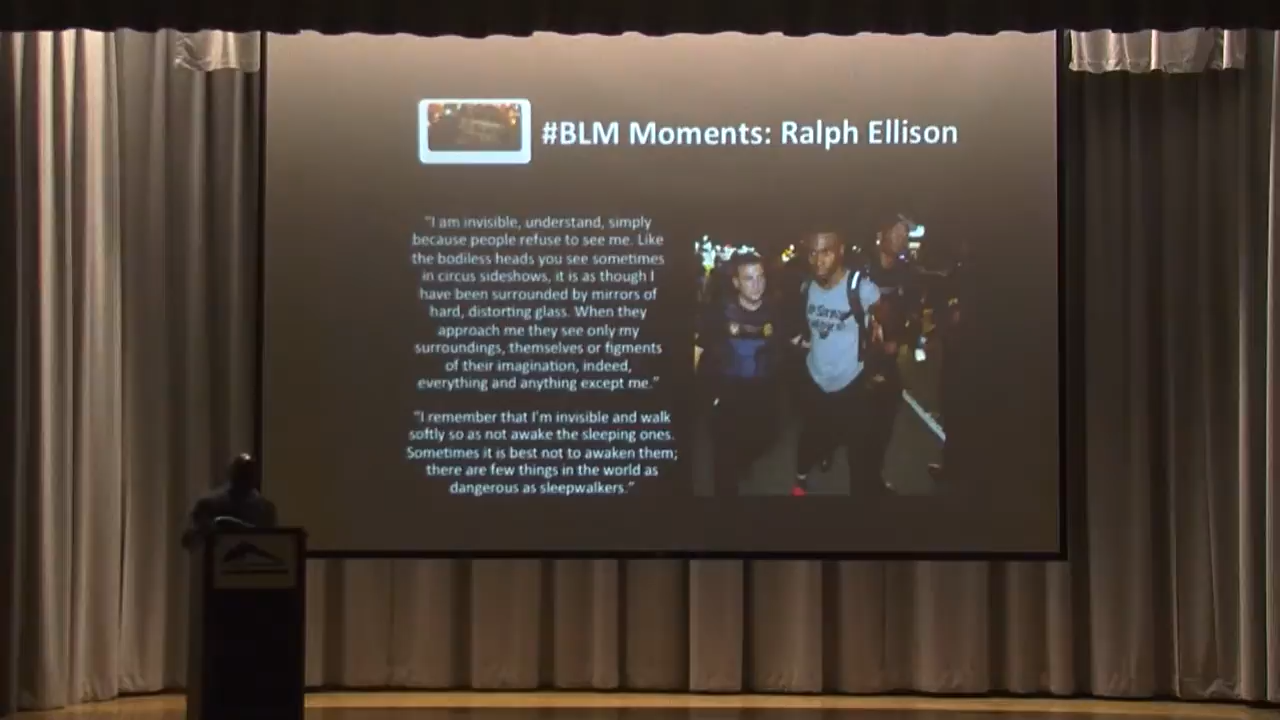 #BLM Moments: Ralph Ellison
"I am invisible, understand, simply
because people refuse to see me. Like
the bodiless heads you see sometimes
in circus sideshows, it is as though I
have been surrounded by mirrors of
hard, distorting glass. When they
approach me they see only my
surroundings, themselves or figments
of their imagination, indeed,
everything and anything except me."
"I remember that I'm invisible and walk
softly so as not awake the sleeping ones.
Sometimes it is best not to awaken them;
there are few things in the world as
dangerous as sleepwalkers."